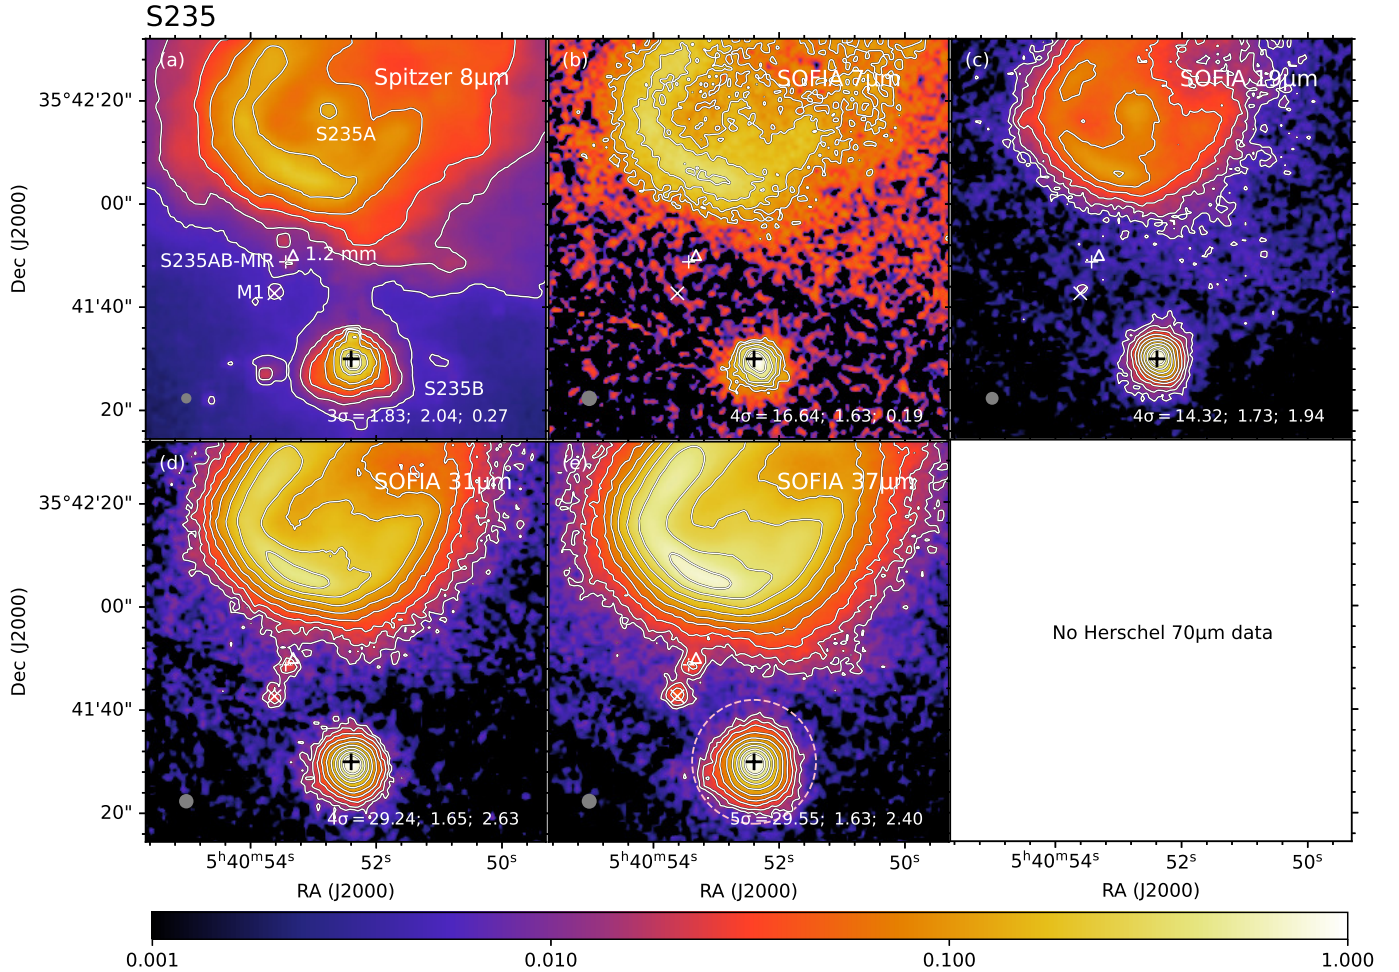 S235
(a)
Spitzer 8μm
S235A
S235AB-MIR
1.2 mm
M1
S235B
3σ = 1.83; 2.04; 0.27
(b)
SOFIA 7μm
4σ = 16.64; 1.63; 0.19
(c)
SOFIA 19μm
4σ = 14.32; 1.73; 1.94
35°42'20"
00"
41'40"
20"
Dec (J2000)
(d)
SOFIA 31μm
4σ = 29.24; 1.65; 2.63
(e)
SOFIA 37μm
5σ = 29.55; 1.63; 2.40
No Herschel 70μm data
35°42'20"
00"
41'40"
20"
Dec (J2000)
5ʰ40ᵐ54ˢ 52ˢ 50ˢ
RA (J2000)
5ʰ40ᵐ54ˢ 52ˢ 50ˢ
RA (J2000)
5ʰ40ᵐ54ˢ 52ˢ 50ˢ
RA (J2000)
0.001 0.010 0.100 1.000